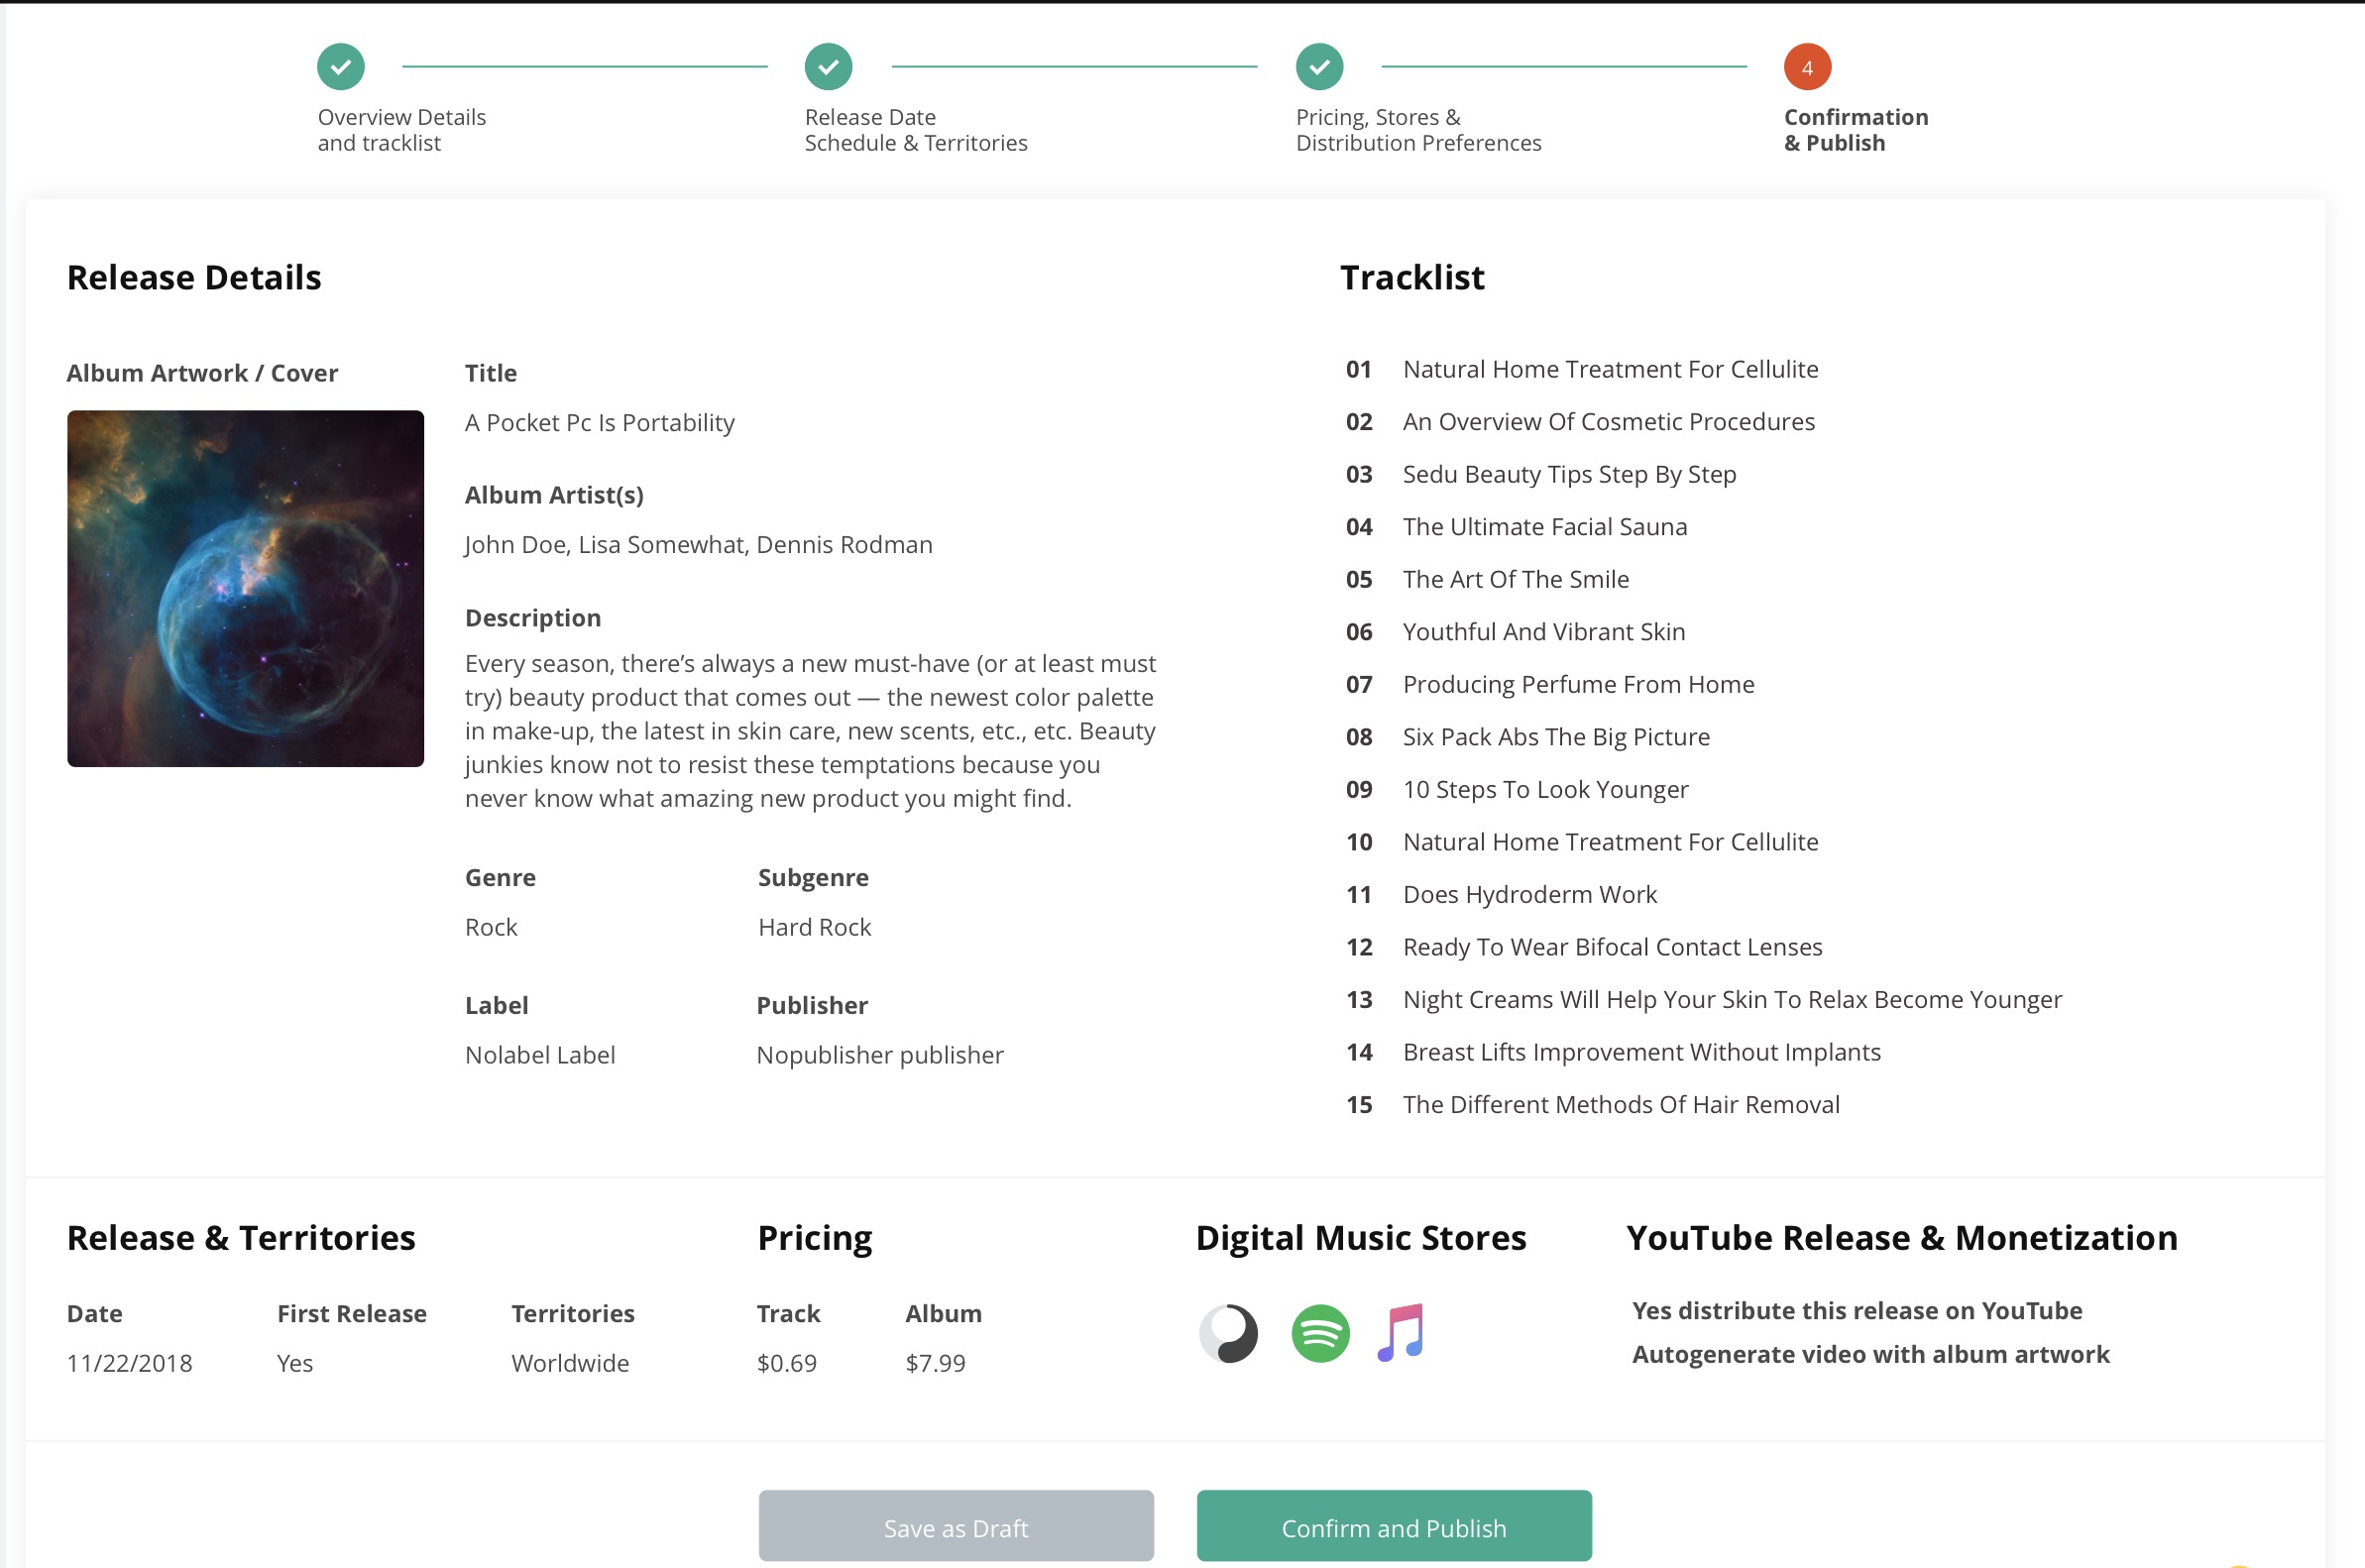 4
Overview Details
and tracklist
Release Date
Schedule & Territories
Pricing, Stores &
Distribution Preferences
Confirmation
& Publish
Release Details
Album Artwork / Cover
Title
A Pocket Pc Is Portability
Album Artist(s)
John Doe, Lisa Somewhat, Dennis Rodman
Description
Every season, there’s always a new must-have (or at least must
try) beauty product that comes out — the newest color palette
in make-up, the latest in skin care, new scents, etc., etc. Beauty
junkies know not to resist these temptations because you
never know what amazing new product you might find.
Genre
Subgenre
Rock
Hard Rock
Label
Publisher
Nolabel Label
Nopublisher publisher
Tracklist
01 Natural Home Treatment For Cellulite
02 An Overview Of Cosmetic Procedures
03 Sedu Beauty Tips Step By Step
04 The Ultimate Facial Sauna
05 The Art Of The Smile
06 Youthful And Vibrant Skin
07 Producing Perfume From Home
08 Six Pack Abs The Big Picture
09 10 Steps To Look Younger
10 Natural Home Treatment For Cellulite
11 Does Hydroderm Work
12 Ready To Wear Bifocal Contact Lenses
13 Night Creams Will Help Your Skin To Relax Become Younger
14 Breast Lifts Improvement Without Implants
15 The Different Methods Of Hair Removal
Release & Territories
Date First Release Territories
11/22/2018 Yes Worldwide
Pricing
Track Album
$0.69 $7.99
Digital Music Stores
YouTube Release & Monetization
Yes distribute this release on YouTube
Autogenerate video with album artwork
Save as Draft
Confirm and Publish